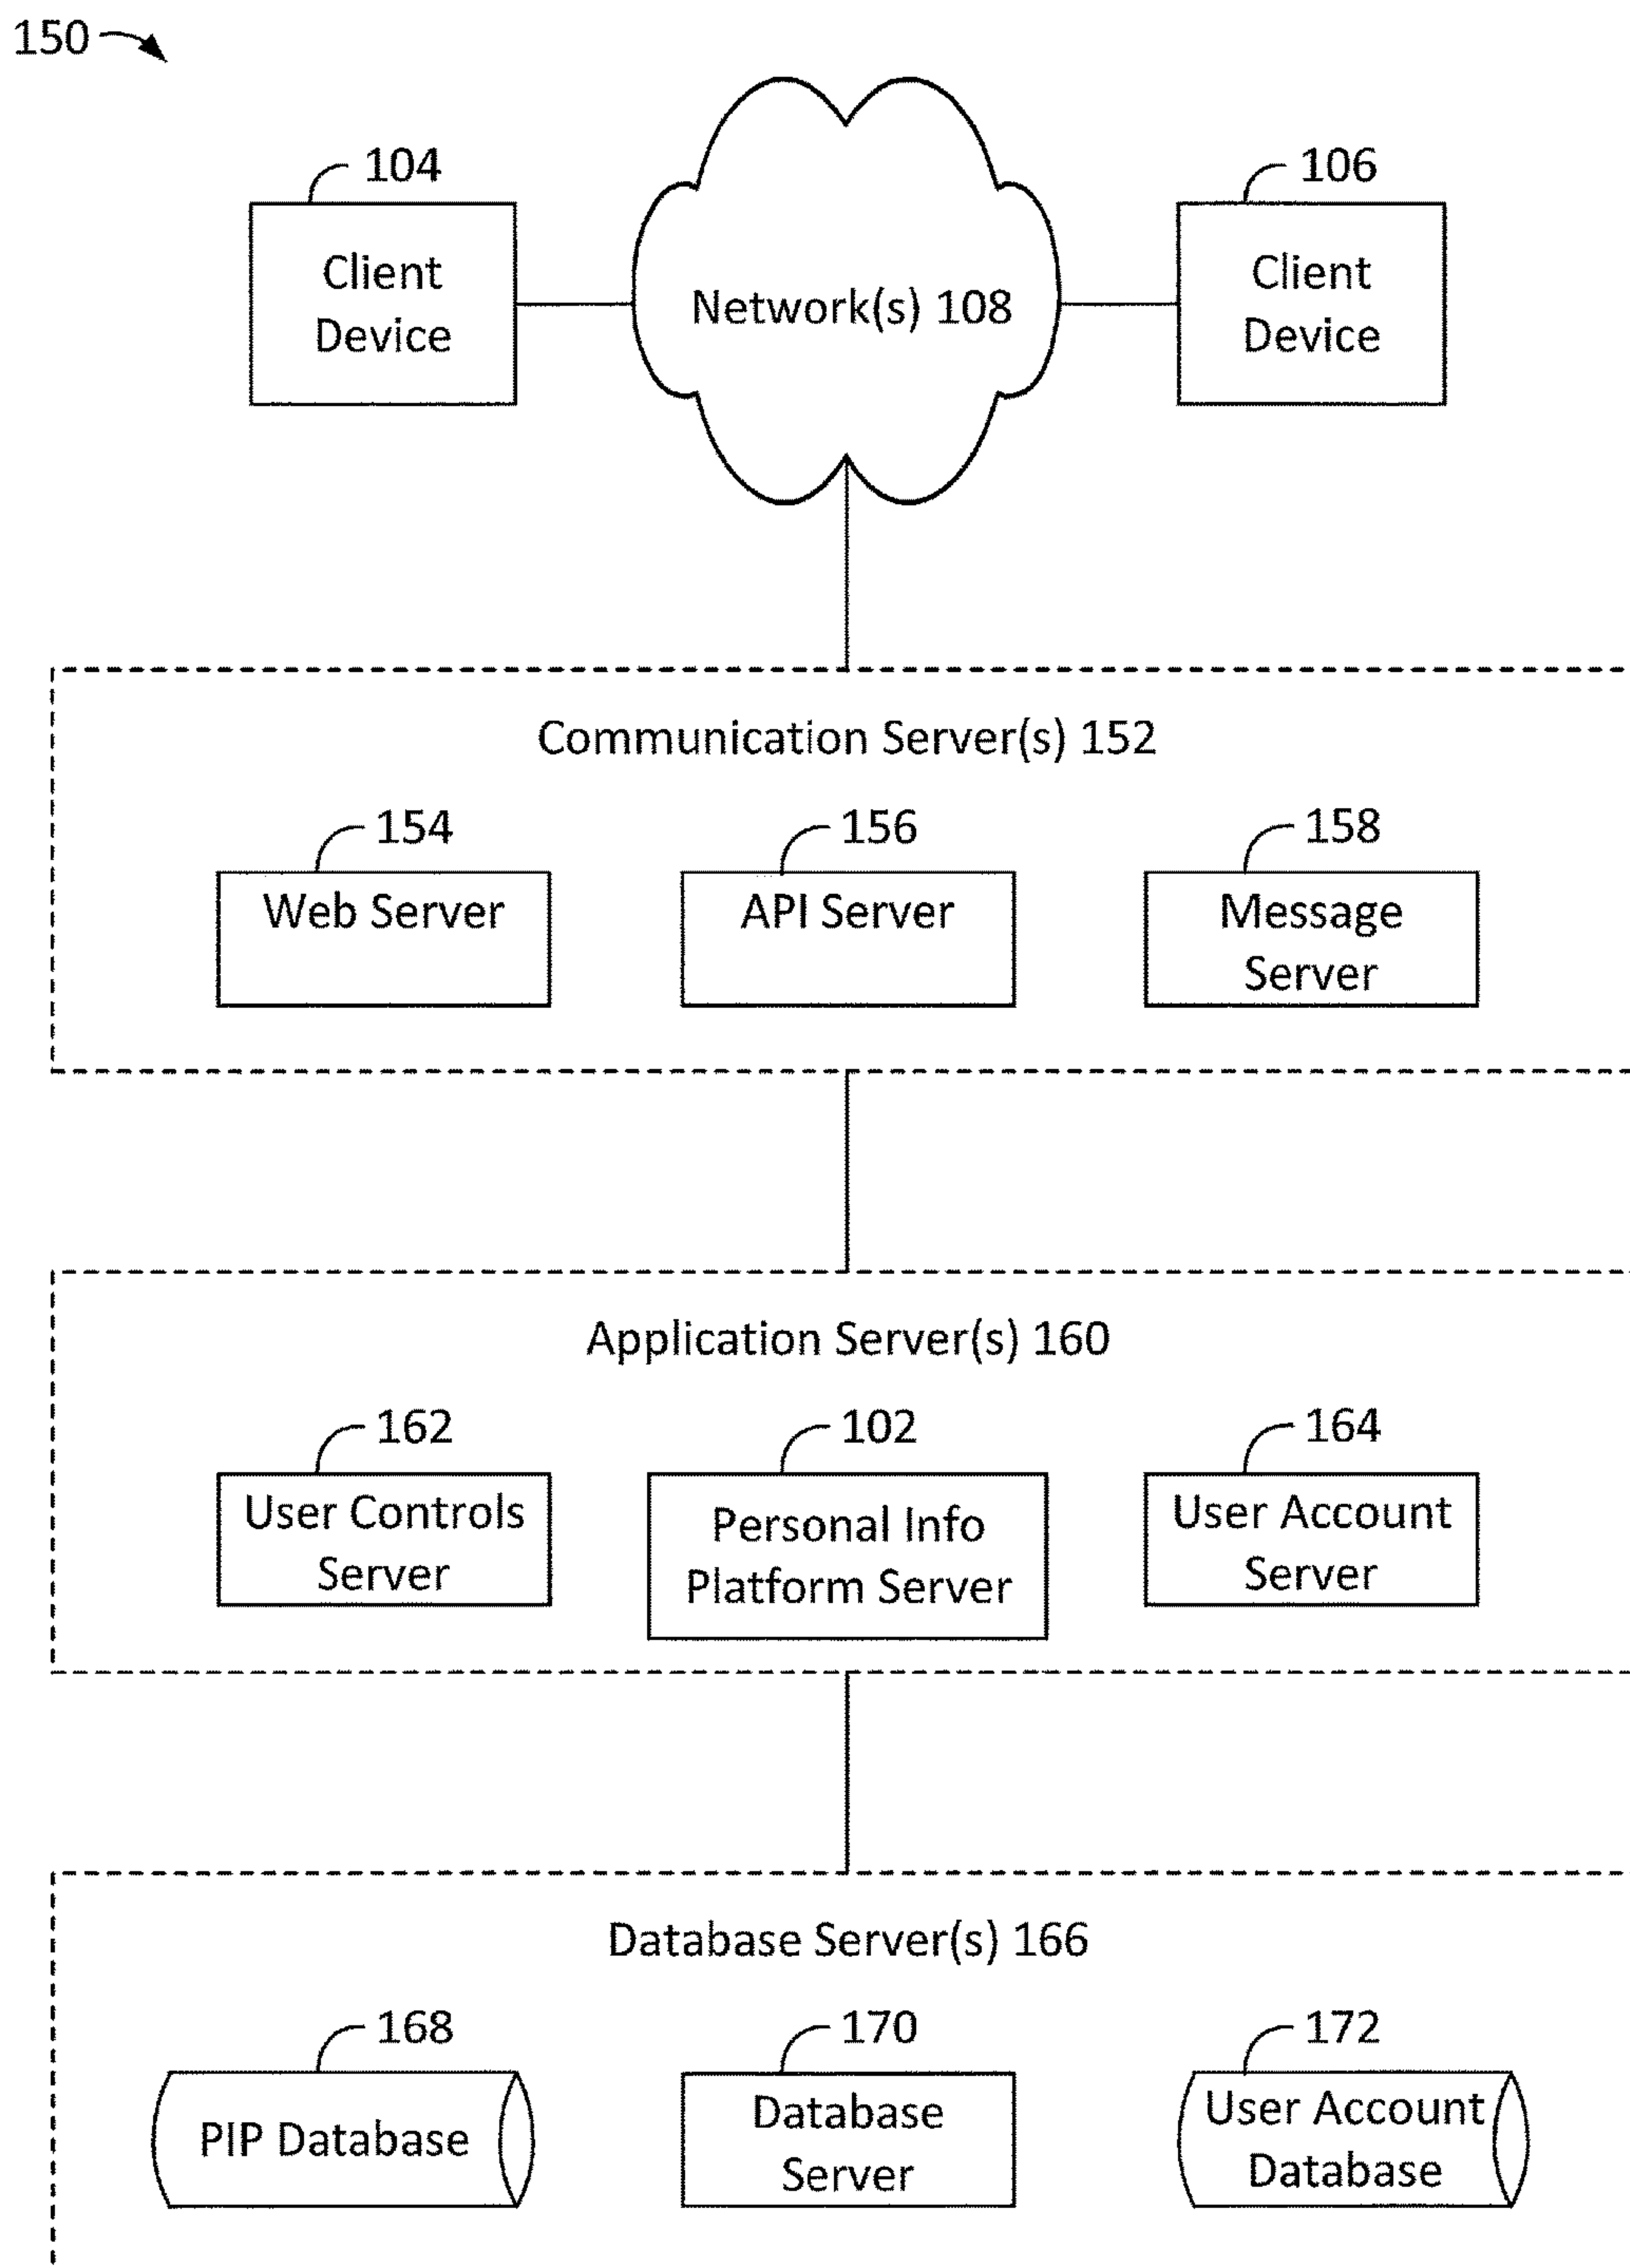 150
104
106
Client
Device
Network(s) 108
Client
Device
Communication Server(s) 152
154
156
158
Web Server
API Server
Message
Server
Application Server(s) 160
162
102
164
User Controls
Server
Personal Info
Platform Server
User Account
Server
Database Server(s) 166
168
170
172
PIP Database
Database
Server
User Account
Database